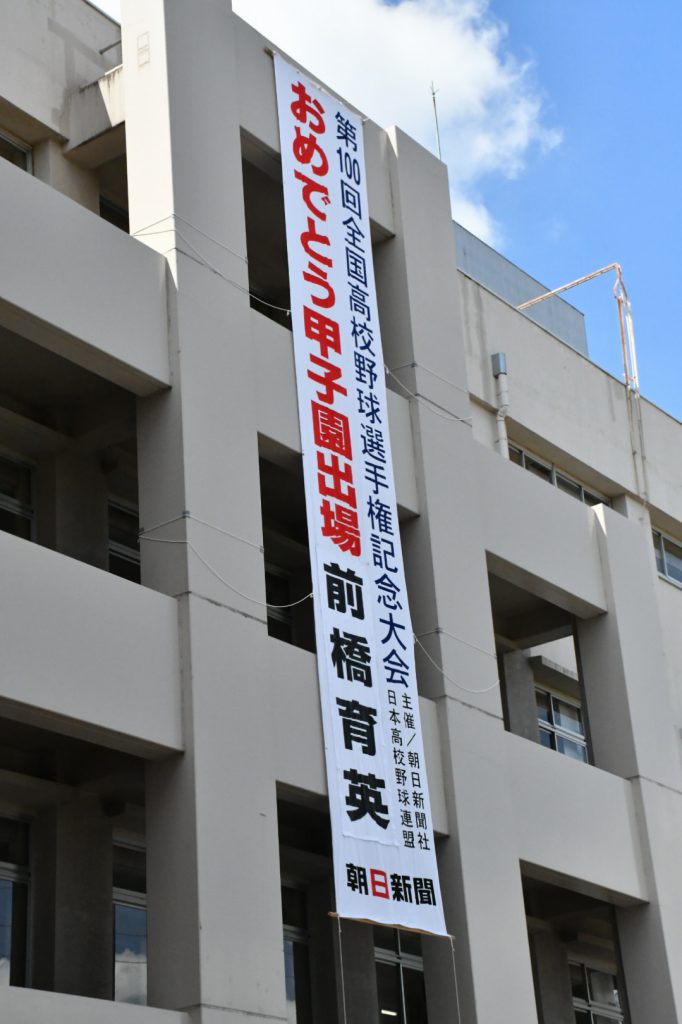 第100回全国高校野球選手権記念大会
主催／朝日新聞社
日本高校野球連盟
おめでとう甲子園出場 前橋育英
朝日新聞